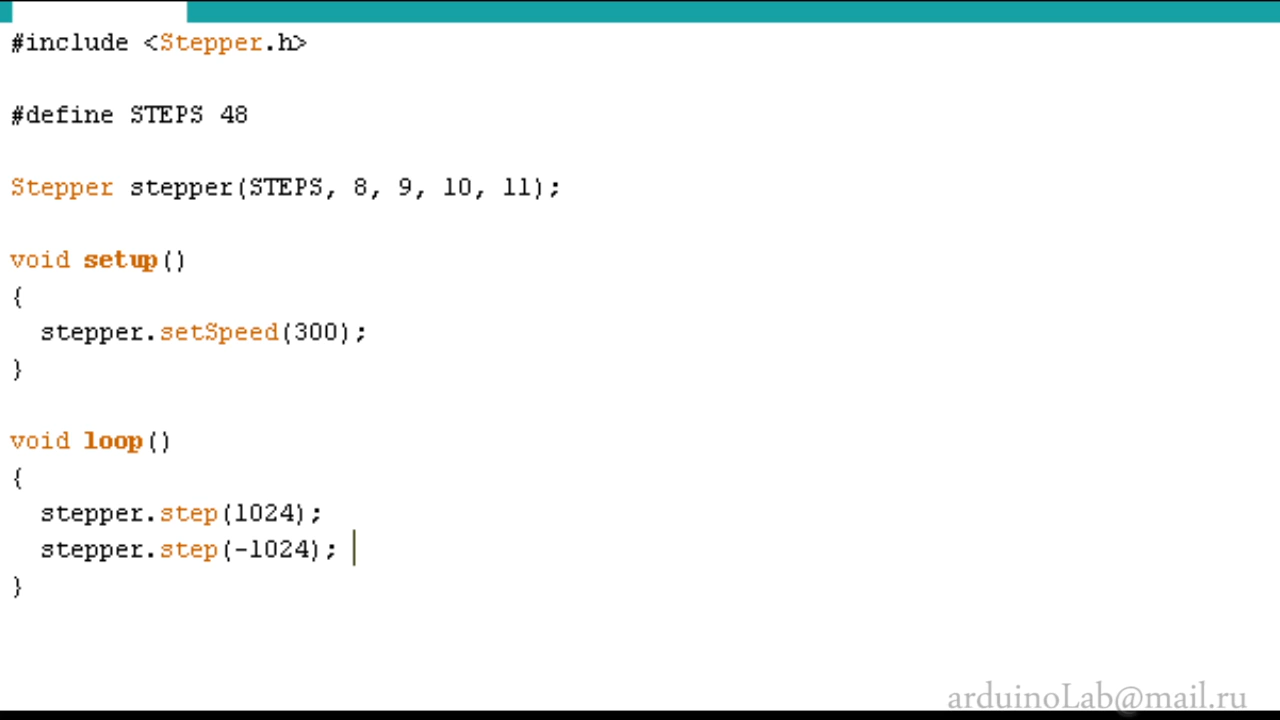 #include <Stepper.h>
#define STEPS 48
Stepper stepper(STEPS, 8, 9, 10, 11);
void setup()
{
  stepper.setSpeed(300);
}
void loop()
{
  stepper.step(1024);
  stepper.step(-1024);
}
arduinoLab@mail.ru